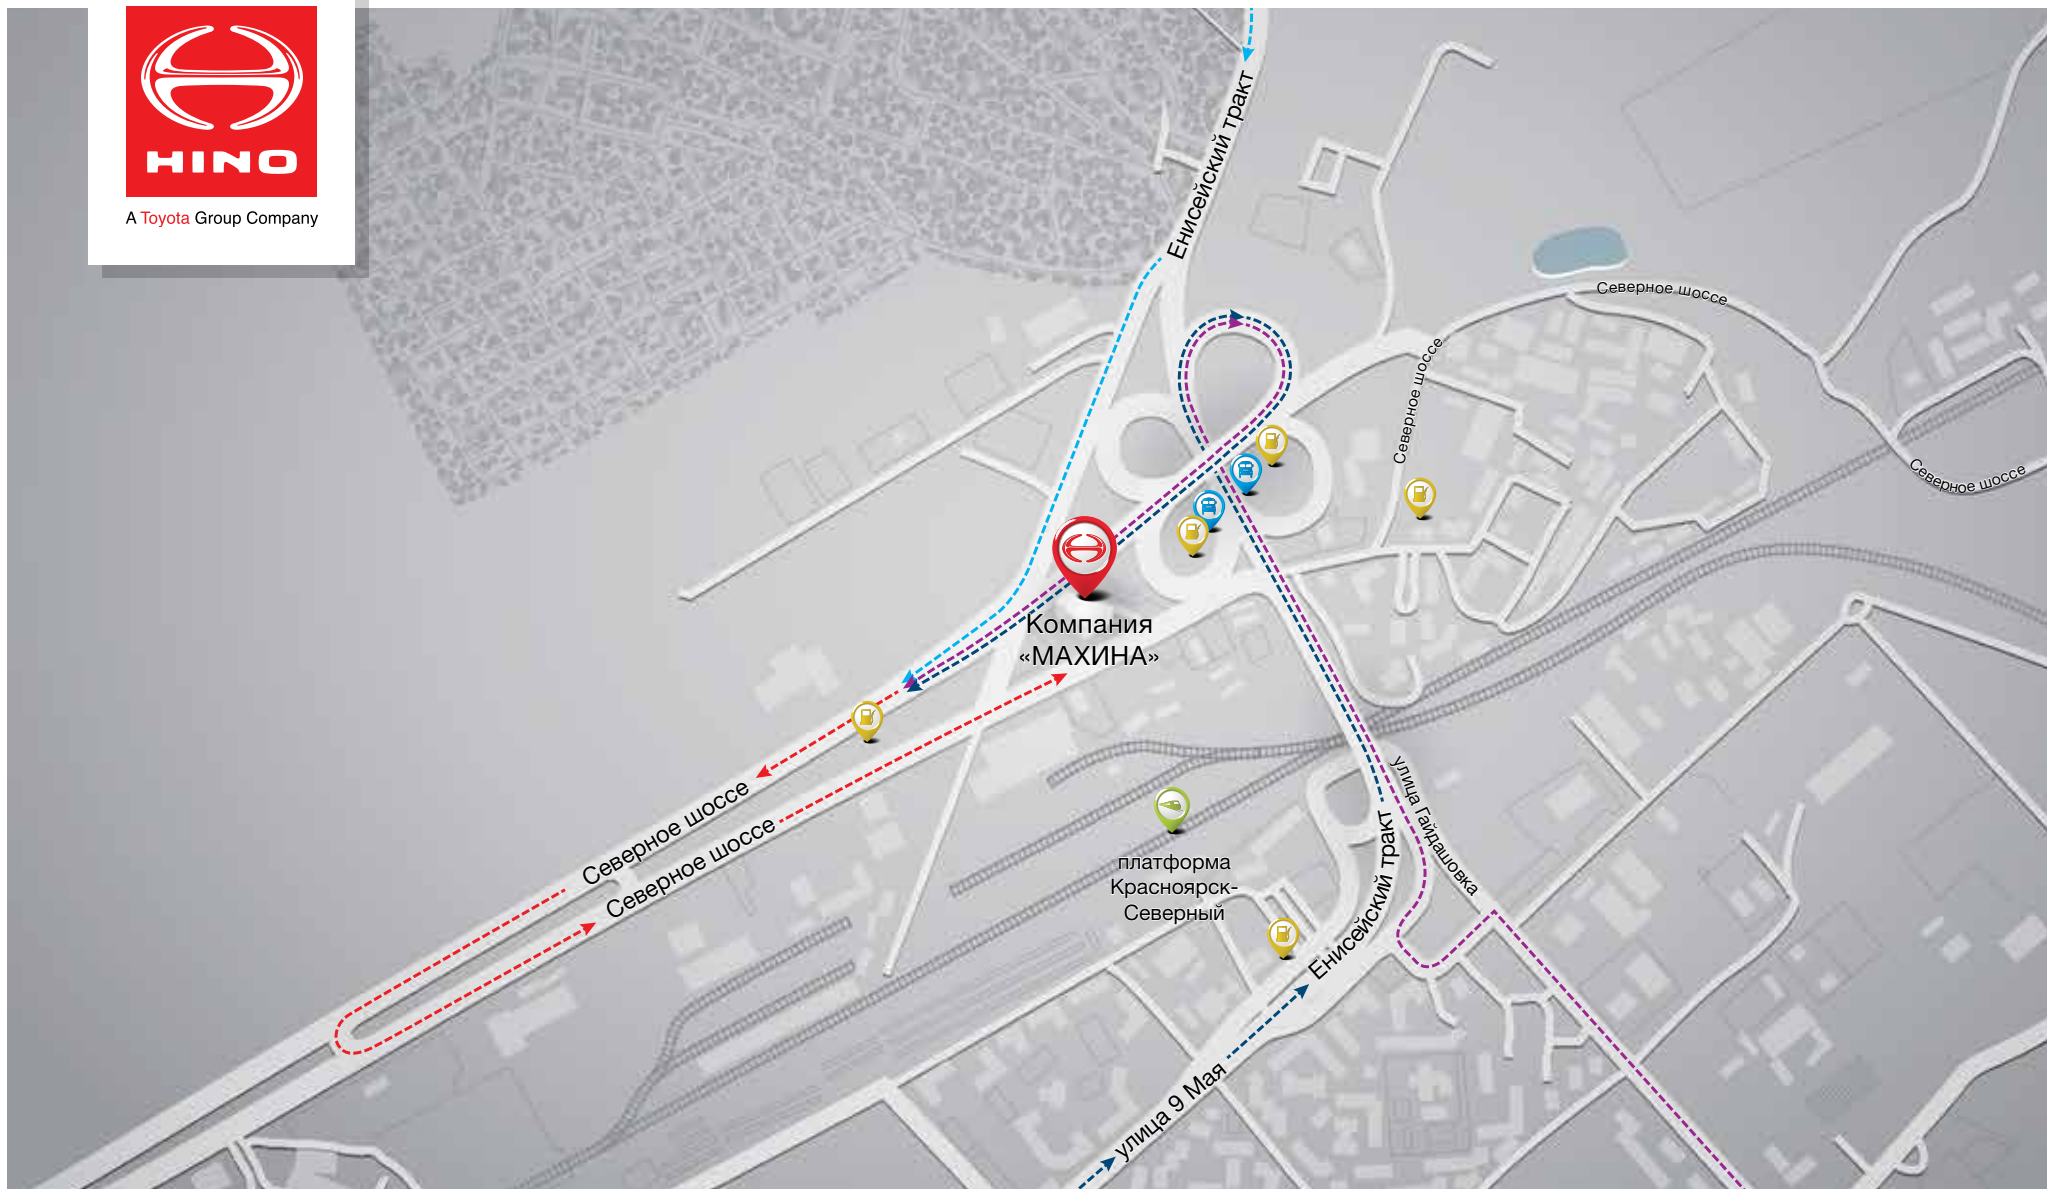 HINO
A Toyota Group Company
Енисейский тракт
Северное шоссе
Северное шоссе
Северное шоссе
Компания
«МАХИНА»
Северное шоссе
Северное шоссе
улица Гайдашовка
платформа
Красноярск-
Северный
Енисейский тракт
улица 9 Мая